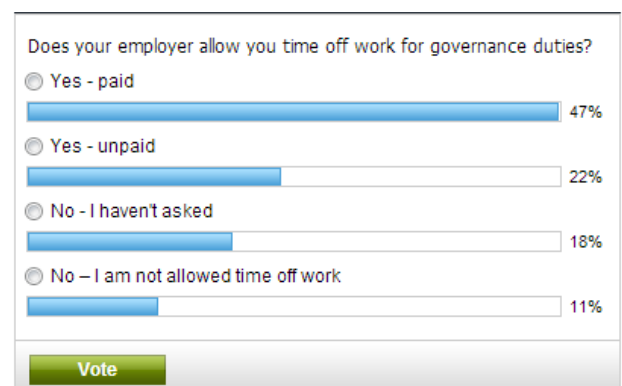 Does your employer allow you time off work for governance duties?
Yes - paid
47%
Yes - unpaid
22%
No - I haven't asked
18%
No – I am not allowed time off work
11%
Vote